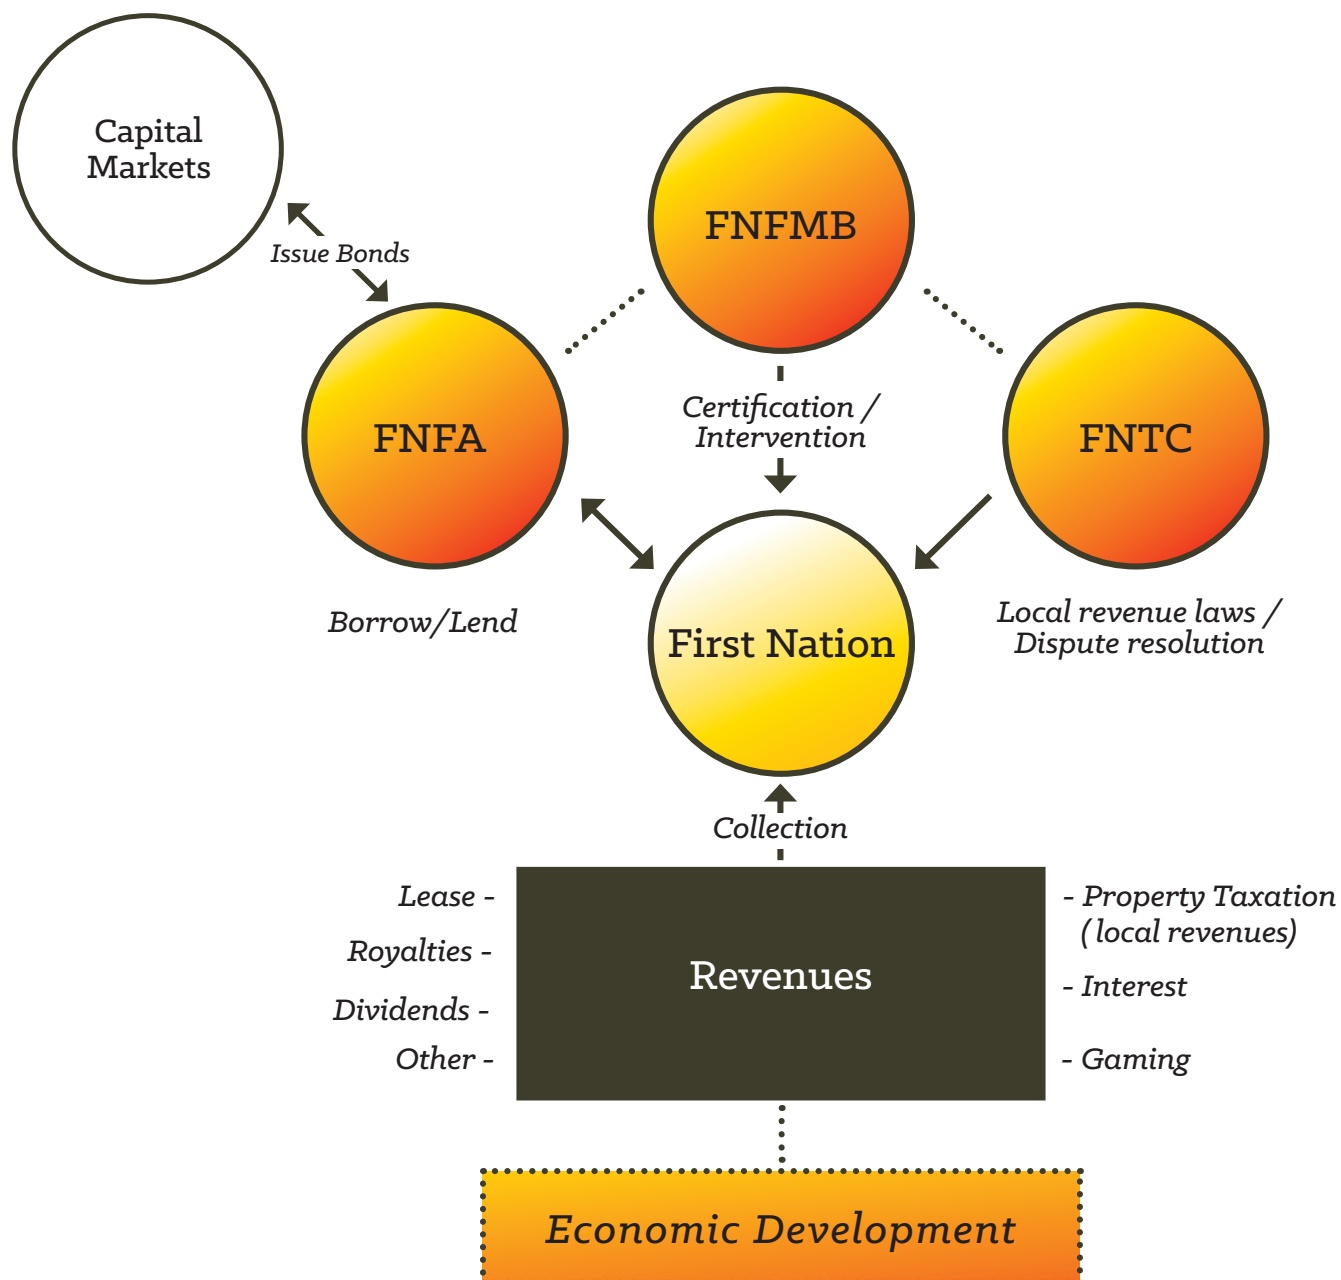 Capital
Markets
Issue Bonds
FNFMB
FNFA
Certification /
Intervention
FNTC
Borrow/Lend
First Nation
Local revenue laws /
Dispute resolution
Collection
Lease -
Royalties -
Dividends -
Other -
Revenues
- Property Taxation
(local revenues)
- Interest
- Gaming
Economic Development